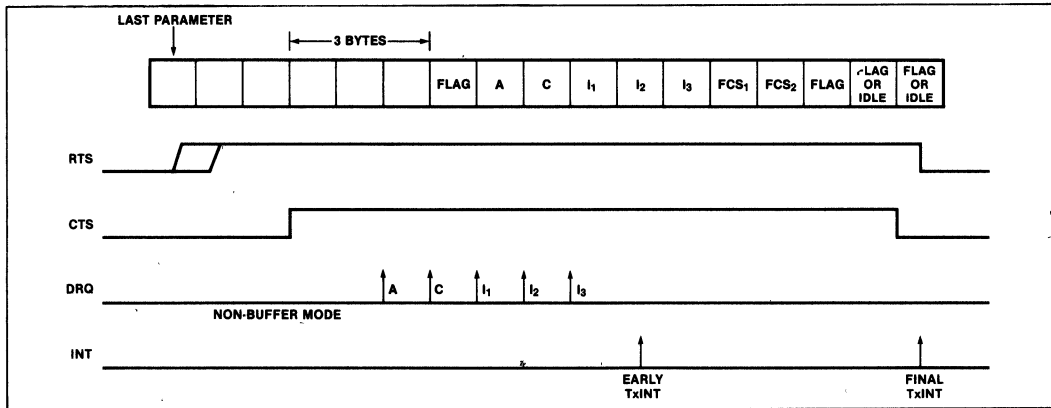 LAST PARAMETER
3 BYTES
FLAG A C I₁ I₂ I₃ FCS₁ FCS₂ FLAG FLAG OR IDLE FLAG OR IDLE
RTS
CTS
DRQ A C I₁ I₂ I₃
NON-BUFFER MODE
INT
EARLY TxINT
FINAL TxINT